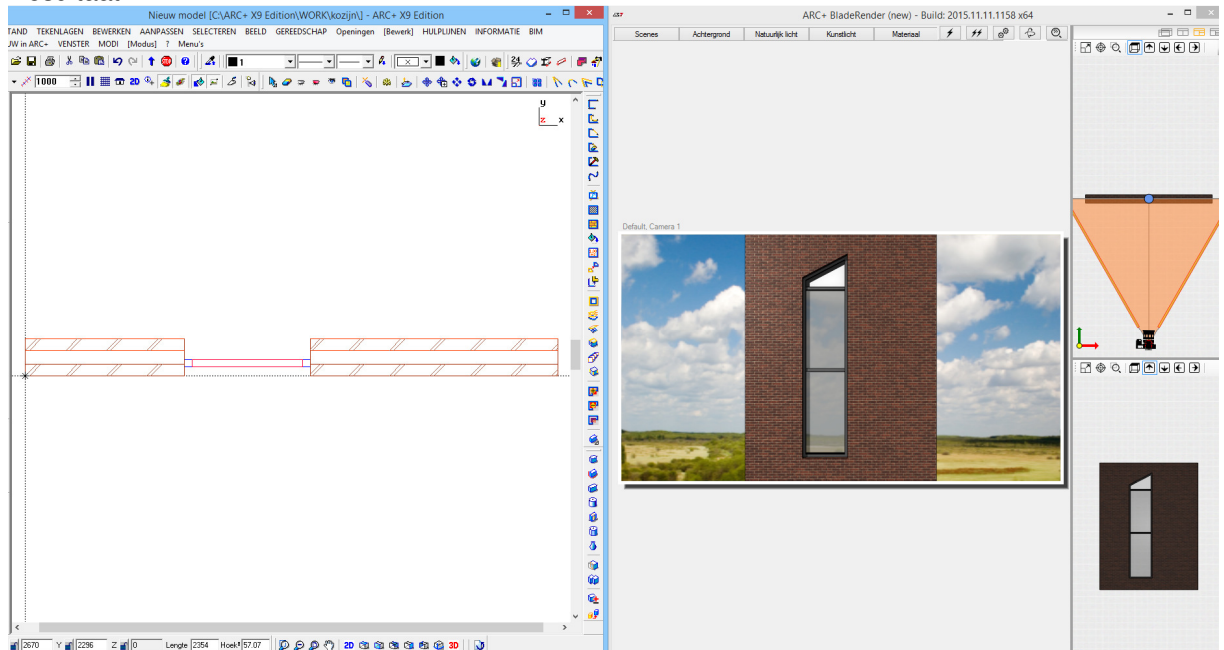 Nieuw model [C:\ARC+ X9 Edition\WORK\kozijn\] - ARC+ X9 Edition
TAND TEKENLAGEN BEWERKEN AANPASSEN SELECTEREN BEELD GEREEDSCHAP Openingen [Bewerk] HULPLIJNEN INFORMATIE BIM
UW in ARC+ VENSTER MODI [Modus] ? Menu's
1
1000 2D
y
z x
2670 Y 2296 Z 0 Lengte 2354 Hoek 57.07 2D 3D
ARC+ BladeRender (new) - Build: 2015.11.11.1158 x64
Scenes Achtergrond Natuurlijk licht Kunstlicht Materiaal
Default, Camera 1